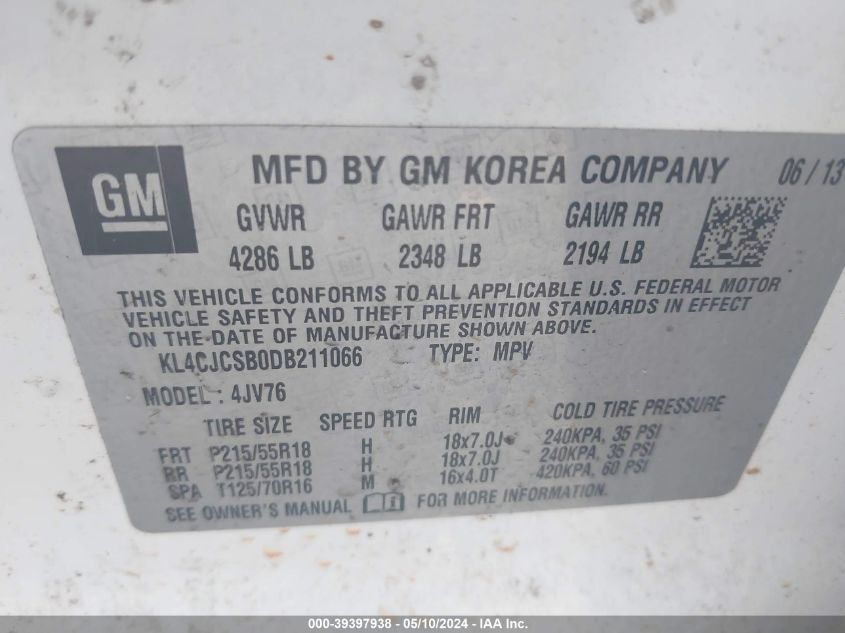 GM MFD BY GM KOREA COMPANY 06/13
GVWR GAWR FRT GAWR RR
4286 LB 2348 LB 2194 LB
THIS VEHICLE CONFORMS TO ALL APPLICABLE U.S. FEDERAL MOTOR
VEHICLE SAFETY AND THEFT PREVENTION STANDARDS IN EFFECT
ON THE DATE OF MANUFACTURE SHOWN ABOVE.
KL4CJCSB0DB211066 TYPE: MPV
MODEL: 4JV76
TIRE SIZE SPEED RTG RIM COLD TIRE PRESSURE
FRT P215/55R18 H 18x7.0J 240KPA, 35 PSI
RR P215/55R18 H 18x7.0J 240KPA, 35 PSI
SPA T125/70R16 M 16x4.0T 420KPA, 60 PSI
SEE OWNER'S MANUAL FOR MORE INFORMATION.
000-39397938 - 05/10/2024 - IAA Inc.